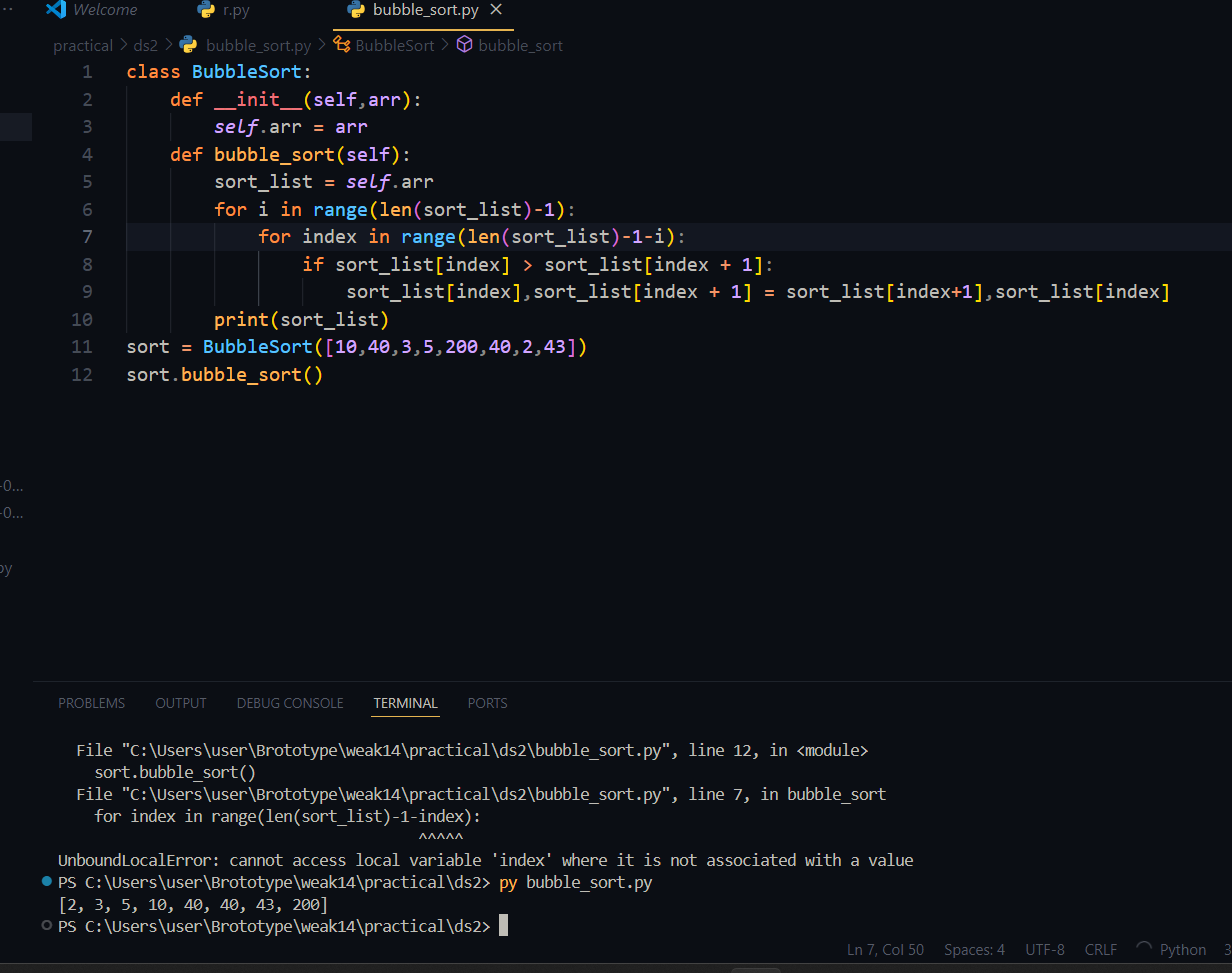 Welcome r.py bubble_sort.py
practical > ds2 > bubble_sort.py > BubbleSort > bubble_sort
1 class BubbleSort:
2     def __init__(self,arr):
3         self.arr = arr
4     def bubble_sort(self):
5         sort_list = self.arr
6         for i in range(len(sort_list)-1):
7             for index in range(len(sort_list)-1-i):
8                 if sort_list[index] > sort_list[index + 1]:
9                     sort_list[index],sort_list[index + 1] = sort_list[index+1],sort_list[index]
10         print(sort_list)
11 sort = BubbleSort([10,40,3,5,200,40,2,43])
12 sort.bubble_sort()
-0...
-0...
py
PROBLEMS OUTPUT DEBUG CONSOLE TERMINAL PORTS
File "C:\Users\user\Brototype\weak14\practical\ds2\bubble_sort.py", line 12, in <module>
sort.bubble_sort()
File "C:\Users\user\Brototype\weak14\practical\ds2\bubble_sort.py", line 7, in bubble_sort
for index in range(len(sort_list)-1-index):
^^^^^
UnboundLocalError: cannot access local variable 'index' where it is not associated with a value
PS C:\Users\user\Brototype\weak14\practical\ds2> py bubble_sort.py
[2, 3, 5, 10, 40, 40, 43, 200]
PS C:\Users\user\Brototype\weak14\practical\ds2>
Ln 7, Col 50 Spaces: 4 UTF-8 CRLF Python 3